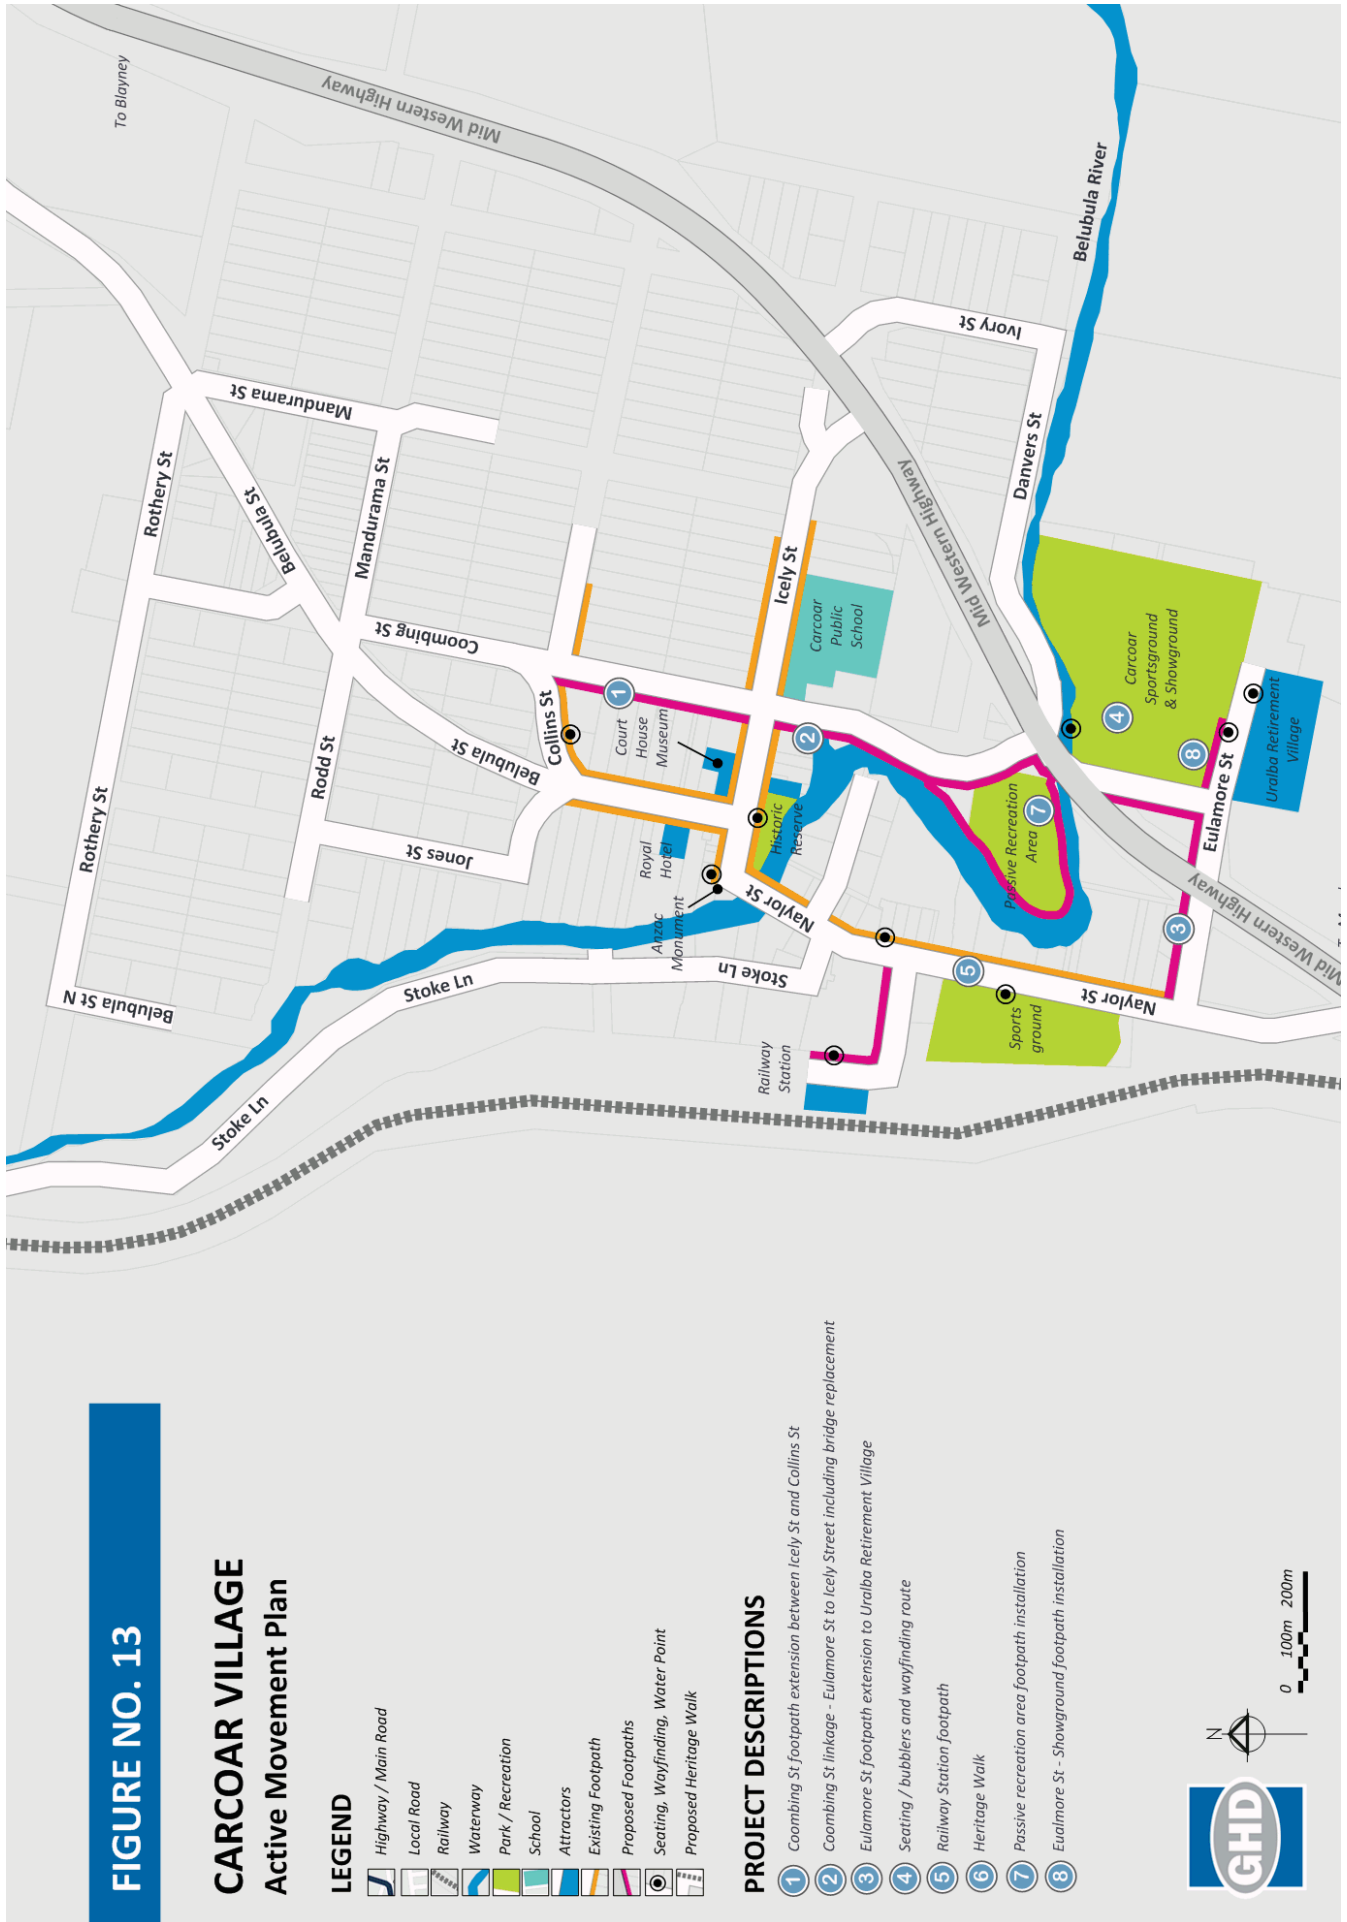 FIGURE NO. 13
CARCOAR VILLAGE
Active Movement Plan
LEGEND
Highway / Main Road
Local Road
Railway
Waterway
Park / Recreation
School
Attractors
Existing Footpath
Proposed Footpaths
Seating, Wayfinding, Water Point
Proposed Heritage Walk
PROJECT DESCRIPTIONS
1 Coombing St footpath extension between Icely St and Collins St
2 Coombing St linkage - Eulamore St to Icely Street including bridge replacement
3 Eulamore St footpath extension to Uralba Retirement Village
4 Seating / bubblers and wayfinding route
5 Railway Station footpath
6 Heritage Walk
7 Passive recreation area footpath installation
8 Eualmore St - Showground footpath installation
GHD
N
0 100m 200m
To Blayney
Mid Western Highway
Rothery St
Mandurama St
Belubula St
Mandurama St
Rothery St
Belubula St N
Rodd St
Coombing St
Jones St
Belubula St
Collins St
1
Court
House
Museum
Royal
Hotel
Anzac
Monument
Stoke Ln
Stoke Ln
Stoke Ln
Icely St
Carcoar
Public
School
2
Historic
Reserve
Naylor St
Railway
Station
Ivory St
Danvers St
Belubula River
Mid Western Highway
Mid Western Highway
Passive Recreation
Area
7
4
Carcoar
Sportsground
& Showground
8
Eulamore St
Uralba Retirement
Village
3
5
Sports
ground
Naylor St
Mid Western Highway
Mid Western